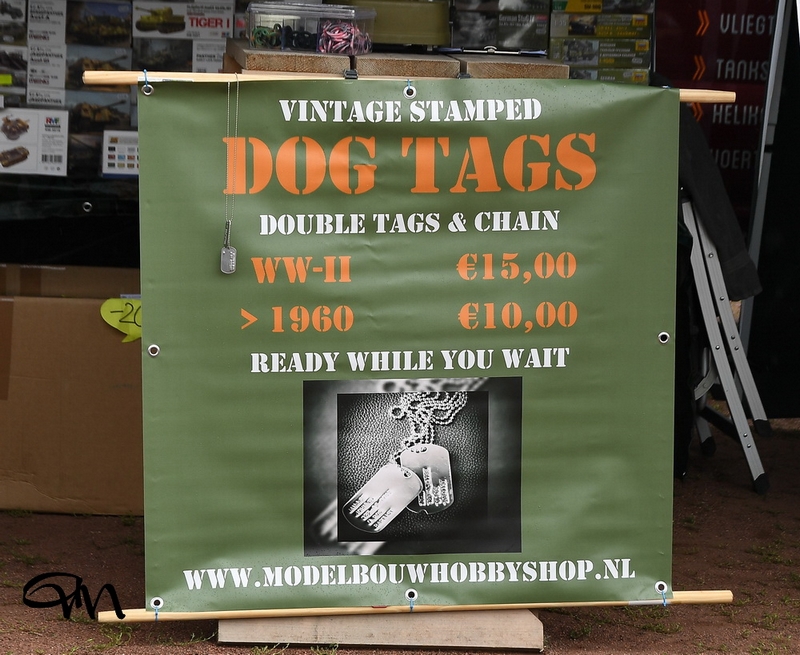 TIGER I
VLIEGT
TANKS
HELIK
VOERT
-20
VINTAGE STAMPED
DOG TAGS
DOUBLE TAGS & CHAIN
WW-II €15,00
> 1960 €10,00
READY WHILE YOU WAIT
WWW.MODELBOUWHOBBYSHOP.NL